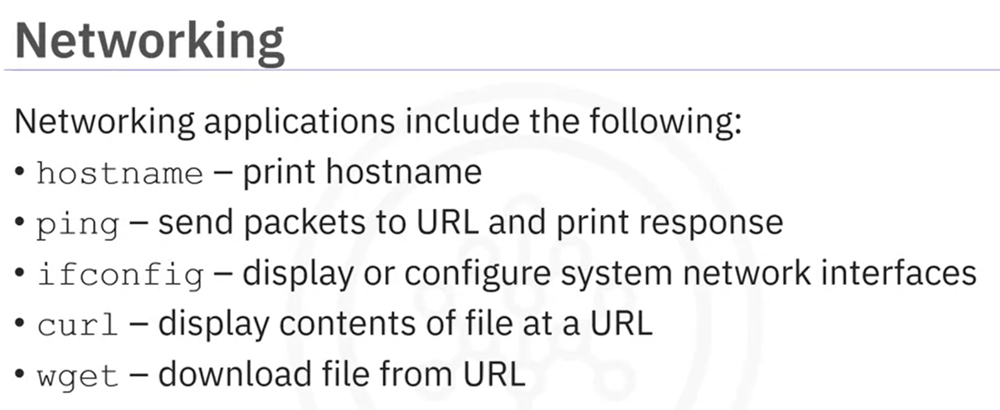 Networking
Networking applications include the following:
• hostname – print hostname
• ping – send packets to URL and print response
• ifconfig – display or configure system network interfaces
• curl – display contents of file at a URL
• wget – download file from URL